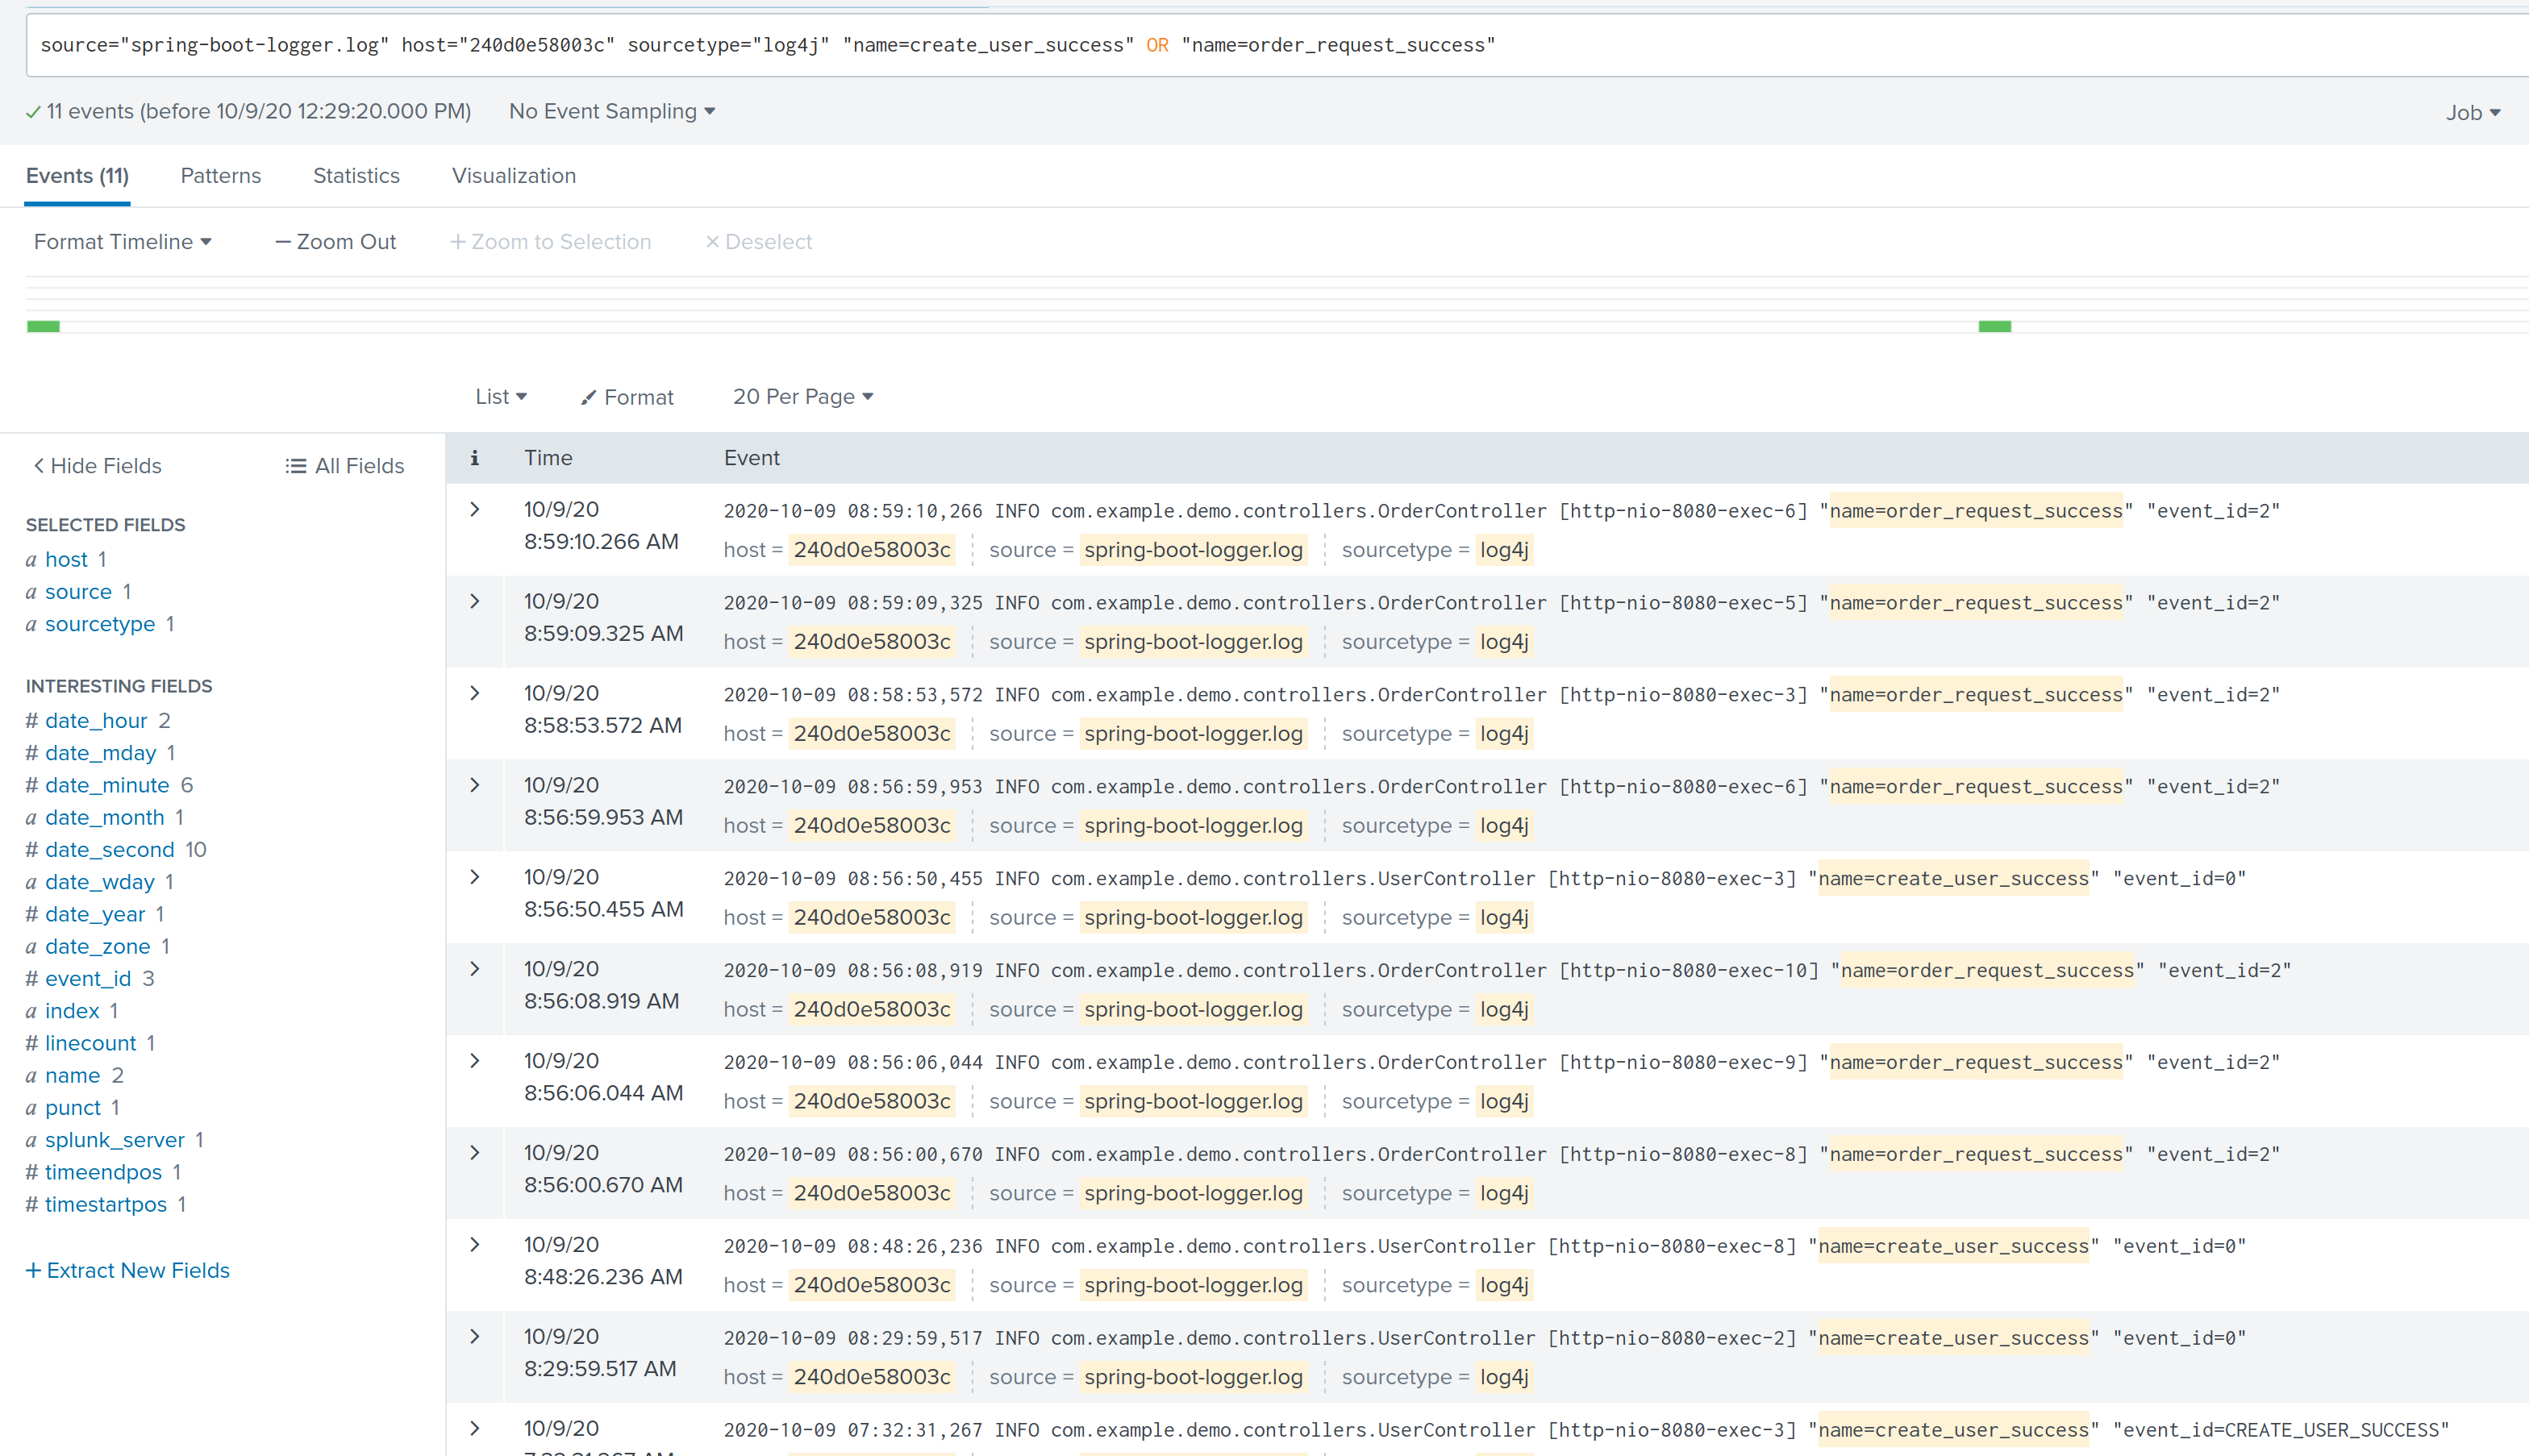 source="spring-boot-logger.log" host="240d0e58003c" sourcetype="log4j" "name=create_user_success" OR "name=order_request_success"
11 events (before 10/9/20 12:29:20.000 PM) No Event Sampling Job
Events (11) Patterns Statistics Visualization
Format Timeline — Zoom Out + Zoom to Selection × Deselect
List Format 20 Per Page
< Hide Fields All Fields
SELECTED FIELDS
a host 1
a source 1
a sourcetype 1
INTERESTING FIELDS
# date_hour 2
# date_mday 1
# date_minute 6
a date_month 1
# date_second 10
a date_wday 1
# date_year 1
a date_zone 1
# event_id 3
a index 1
# linecount 1
a name 2
a punct 1
a splunk_server 1
# timeendpos 1
# timestartpos 1
+ Extract New Fields
i Time Event
10/9/20
8:59:10.266 AM
2020-10-09 08:59:10,266 INFO com.example.demo.controllers.OrderController [http-nio-8080-exec-6] "name=order_request_success" "event_id=2"
host = 240d0e58003c source = spring-boot-logger.log sourcetype = log4j
10/9/20
8:59:09.325 AM
2020-10-09 08:59:09,325 INFO com.example.demo.controllers.OrderController [http-nio-8080-exec-5] "name=order_request_success" "event_id=2"
host = 240d0e58003c source = spring-boot-logger.log sourcetype = log4j
10/9/20
8:58:53.572 AM
2020-10-09 08:58:53,572 INFO com.example.demo.controllers.OrderController [http-nio-8080-exec-3] "name=order_request_success" "event_id=2"
host = 240d0e58003c source = spring-boot-logger.log sourcetype = log4j
10/9/20
8:56:59.953 AM
2020-10-09 08:56:59,953 INFO com.example.demo.controllers.OrderController [http-nio-8080-exec-6] "name=order_request_success" "event_id=2"
host = 240d0e58003c source = spring-boot-logger.log sourcetype = log4j
10/9/20
8:56:50.455 AM
2020-10-09 08:56:50,455 INFO com.example.demo.controllers.UserController [http-nio-8080-exec-3] "name=create_user_success" "event_id=0"
host = 240d0e58003c source = spring-boot-logger.log sourcetype = log4j
10/9/20
8:56:08.919 AM
2020-10-09 08:56:08,919 INFO com.example.demo.controllers.OrderController [http-nio-8080-exec-10] "name=order_request_success" "event_id=2"
host = 240d0e58003c source = spring-boot-logger.log sourcetype = log4j
10/9/20
8:56:06.044 AM
2020-10-09 08:56:06,044 INFO com.example.demo.controllers.OrderController [http-nio-8080-exec-9] "name=order_request_success" "event_id=2"
host = 240d0e58003c source = spring-boot-logger.log sourcetype = log4j
10/9/20
8:56:00.670 AM
2020-10-09 08:56:00,670 INFO com.example.demo.controllers.OrderController [http-nio-8080-exec-8] "name=order_request_success" "event_id=2"
host = 240d0e58003c source = spring-boot-logger.log sourcetype = log4j
10/9/20
8:48:26.236 AM
2020-10-09 08:48:26,236 INFO com.example.demo.controllers.UserController [http-nio-8080-exec-8] "name=create_user_success" "event_id=0"
host = 240d0e58003c source = spring-boot-logger.log sourcetype = log4j
10/9/20
8:29:59.517 AM
2020-10-09 08:29:59,517 INFO com.example.demo.controllers.UserController [http-nio-8080-exec-2] "name=create_user_success" "event_id=0"
host = 240d0e58003c source = spring-boot-logger.log sourcetype = log4j
10/9/20
2020-10-09 07:32:31,267 INFO com.example.demo.controllers.UserController [http-nio-8080-exec-3] "name=create_user_success" "event_id=CREATE_USER_SUCCESS"